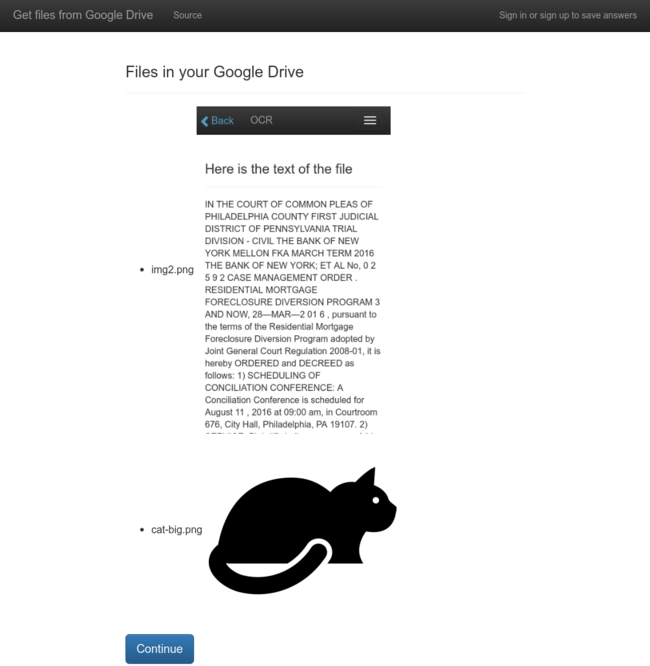 Get files from Google Drive Source Sign in or sign up to save answers
Files in your Google Drive
Back OCR
Here is the text of the file
IN THE COURT OF COMMON PLEAS OF
PHILADELPHIA COUNTY FIRST JUDICIAL
DISTRICT OF PENNSYLVANIA TRIAL
DIVISION - CIVIL THE BANK OF NEW
YORK MELLON FKA MARCH TERM 2016
THE BANK OF NEW YORK; ET AL No, 0 2
5 9 2 CASE MANAGEMENT ORDER .
RESIDENTIAL MORTGAGE
FORECLOSURE DIVERSION PROGRAM 3
AND NOW, 28—MAR—2 01 6 , pursuant to
the terms of the Residential Mortgage
Foreclosure Diversion Program adopted by
Joint General Court Regulation 2008-01, it is
hereby ORDERED and DECREED as
follows: 1) SCHEDULING OF
CONCILIATION CONFERENCE: A
Conciliation Conference is scheduled for
August 11 , 2016 at 09:00 am, in Courtroom
676, City Hall, Philadelphia, PA 19107. 2)
img2.png
cat-big.png
Continue